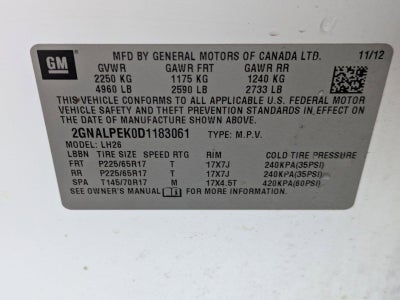 GM
MFD BY GENERAL MOTORS OF CANADA LTD.
GVWR GAWR FRT GAWR RR 11/12
2250 KG 1175 KG 1240 KG
4960 LB 2590 LB 2733 LB
THIS VEHICLE CONFORMS TO ALL APPLICABLE U.S. FEDERAL MOTOR
VEHICLE SAFETY AND THEFT PREVENTION STANDARDS IN EFFECT ON
THE DATE OF MANUFACTURE SHOWN ABOVE.
2GNALPEK0D1183061 TYPE: M.P.V.
MODEL: LH26
LBBN TIRE SIZE SPEED RTG RIM COLD TIRE PRESSURE
FRT P225/65R17 T 17X7J 240KPA(35PSI)
RR P225/65R17 T 17X7J 240KPA(35PSI)
SPA T145/70R17 M 17X4.5T 420KPA(60PSI)
SEE OWNER'S MANUAL FOR MORE INFORMATION.